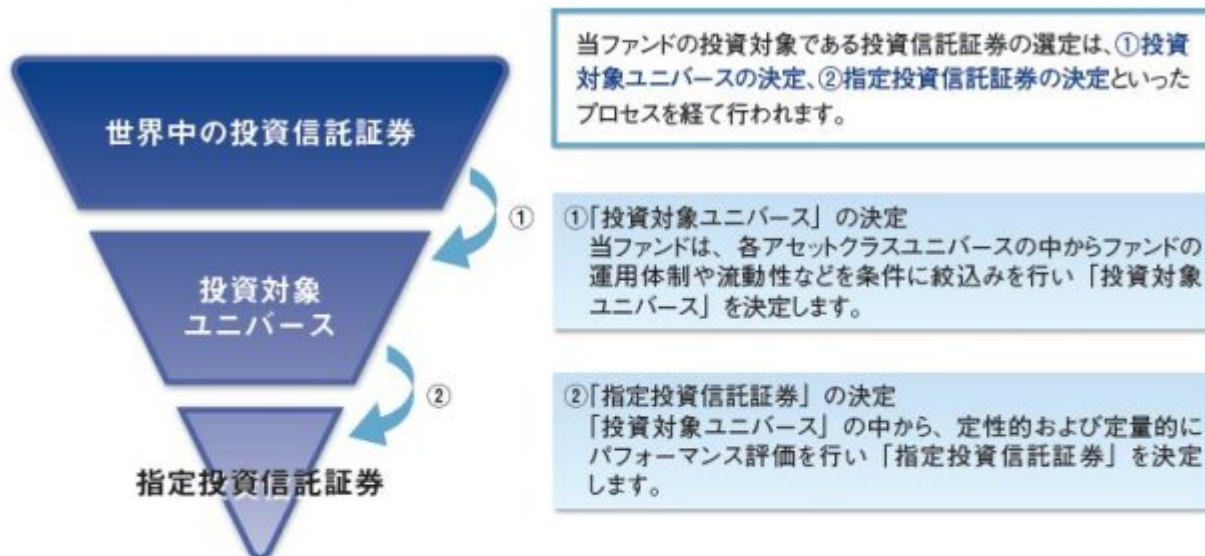 当ファンドの投資対象である投資信託証券の選定は、①投資
対象ユニバースの決定、②指定投資信託証券の決定といった
プロセスを経て行われます。
世界中の投資信託証券
①
投資対象
ユニバース
②
指定投資信託証券
①「投資対象ユニバース」の決定
当ファンドは、各アセットクラスユニバースの中からファンドの
運用体制や流動性などを条件に絞込みを行い「投資対象
ユニバース」を決定します。
②「指定投資信託証券」の決定
「投資対象ユニバース」の中から、定性的および定量的に
パフォーマンス評価を行い「指定投資信託証券」を決定
します。